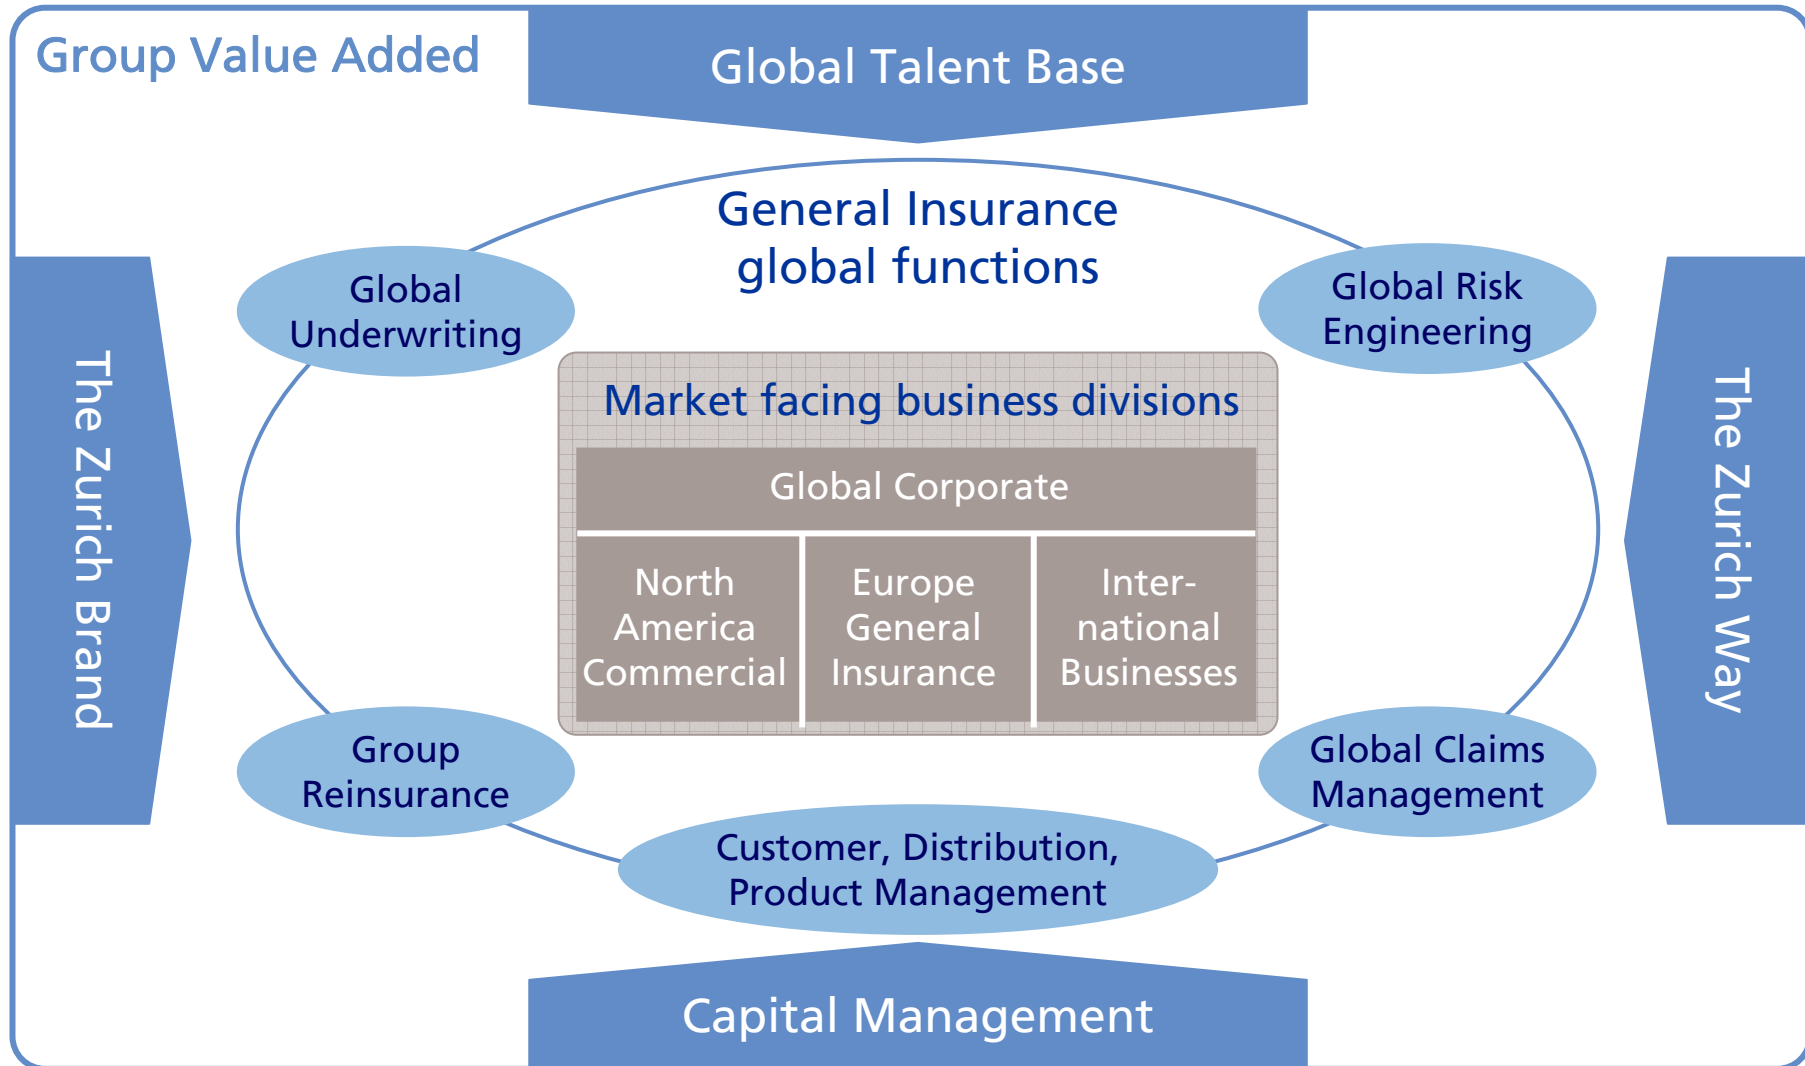 Group Value Added
Global Talent Base
General Insurance
global functions
Global
Underwriting
Global Risk
Engineering
The Zurich Brand
The Zurich Way
Market facing business divisions
Global Corporate
North
America
Commercial
Europe
General
Insurance
Inter-
national
Businesses
Group
Reinsurance
Global Claims
Management
Customer, Distribution,
Product Management
Capital Management